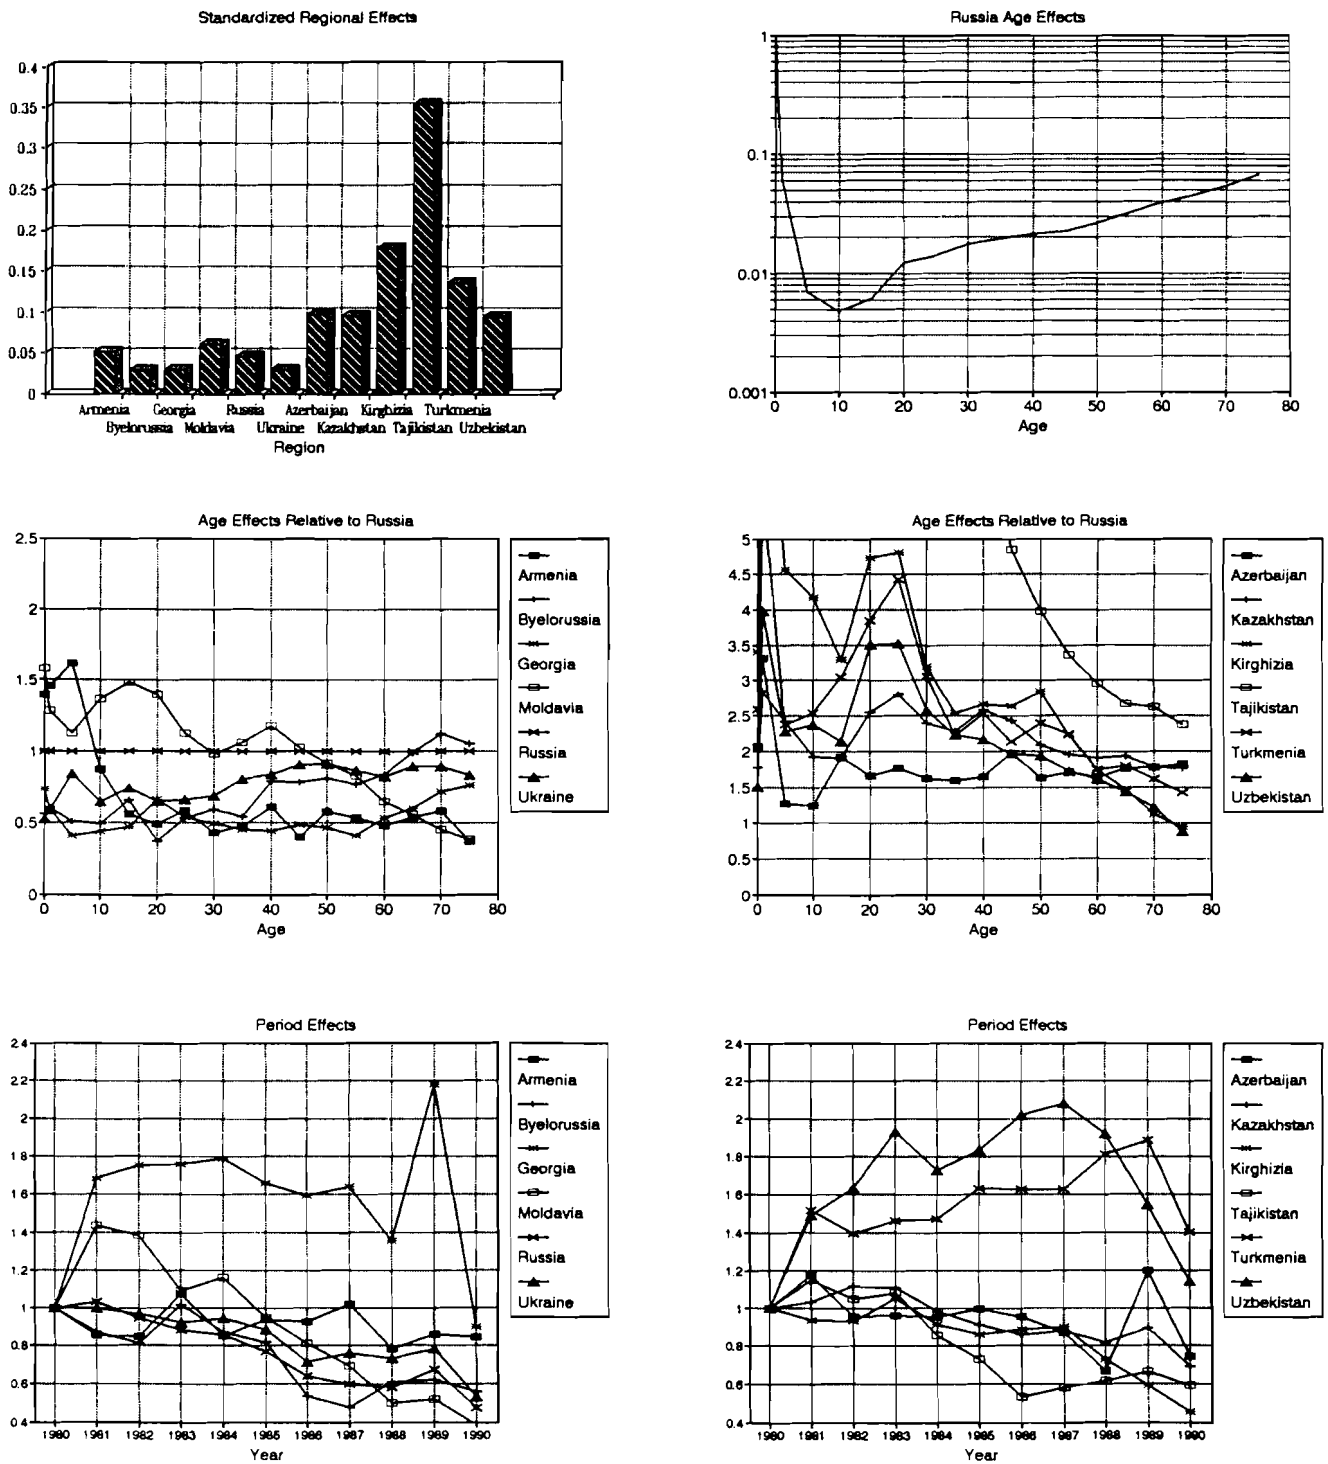 Standardized Regional Effects
0.4
0.35
0.3
0.25
0.2
0.15
0.1
0.05
0
Armenia Georgia Russia Azerbaijan Kirghizia Turkmenia
Byelorussia Moldavia Ukraine Kazakhstan Tajikistan Uzbekistan
Region
Russia Age Effects
1
0.1
0.01
0.001
0 10 20 30 40 50 60 70 80
Age
Age Effects Relative to Russia
2.5
2
1.5
1
0.5
0
0 10 20 30 40 50 60 70 80
Age
Armenia
Byelorussia
Georgia
Moldavia
Russia
Ukraine
Age Effects Relative to Russia
5
4.5
4
3.5
3
2.5
2
1.5
1
0.5
0
0 10 20 30 40 50 60 70 80
Age
Azerbaijan
Kazakhstan
Kirghizia
Tajikistan
Turkmenia
Uzbekistan
Period Effects
2.4
2.2
2
1.8
1.6
1.4
1.2
1
0.8
0.6
0.4
1980 1981 1982 1983 1984 1985 1986 1987 1988 1989 1990
Year
Armenia
Byelorussia
Georgia
Moldavia
Russia
Ukraine
Period Effects
2.4
2.2
2
1.8
1.6
1.4
1.2
1
0.8
0.6
0.4
1980 1981 1982 1983 1984 1985 1986 1987 1988 1989 1990
Year
Azerbaijan
Kazakhstan
Kirghizia
Tajikistan
Turkmenia
Uzbekistan